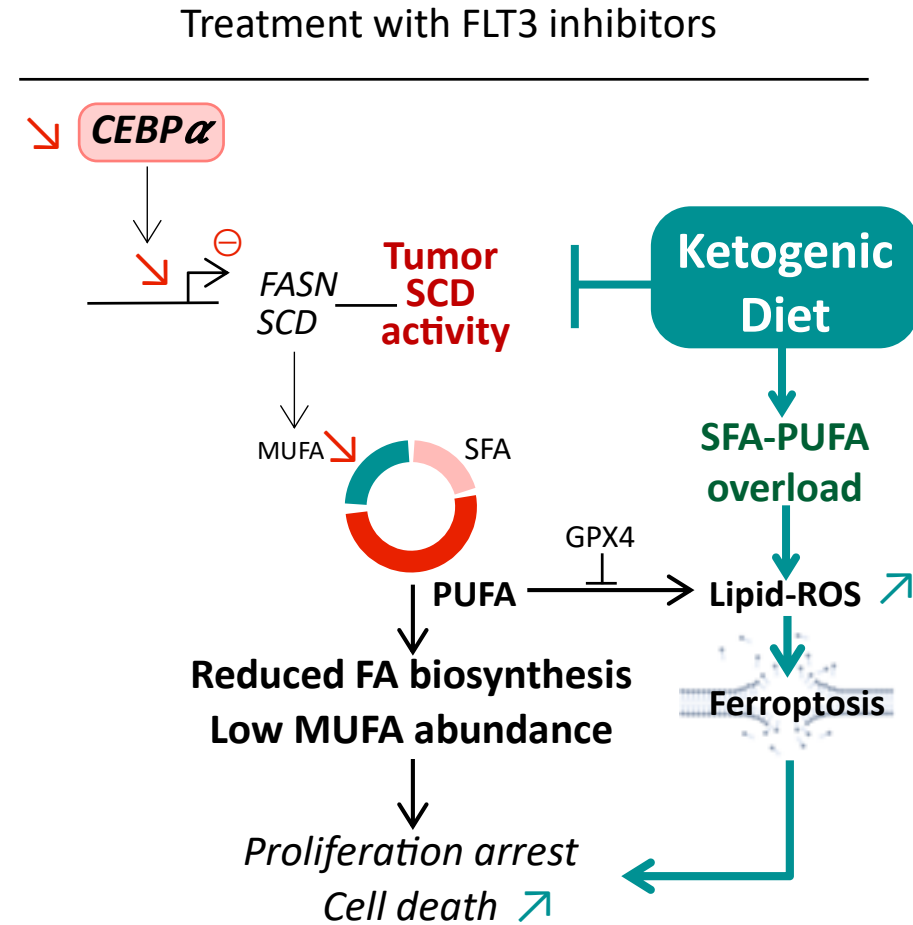 Treatment with FLT3 inhibitors
CEBPα
FASN
SCD
Tumor
SCD
activity
Ketogenic
Diet
MUFA
SFA
SFA-PUFA
overload
GPX4
PUFA
Lipid-ROS
Reduced FA biosynthesis
Low MUFA abundance
Ferroptosis
Proliferation arrest
Cell death